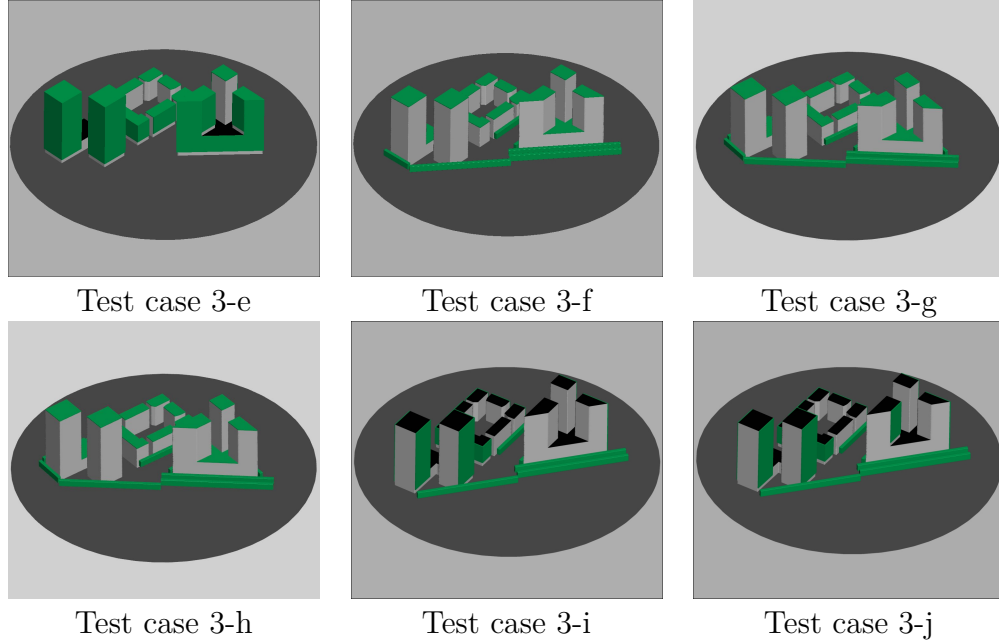 Test case 3-e
Test case 3-f
Test case 3-g
Test case 3-h
Test case 3-i
Test case 3-j